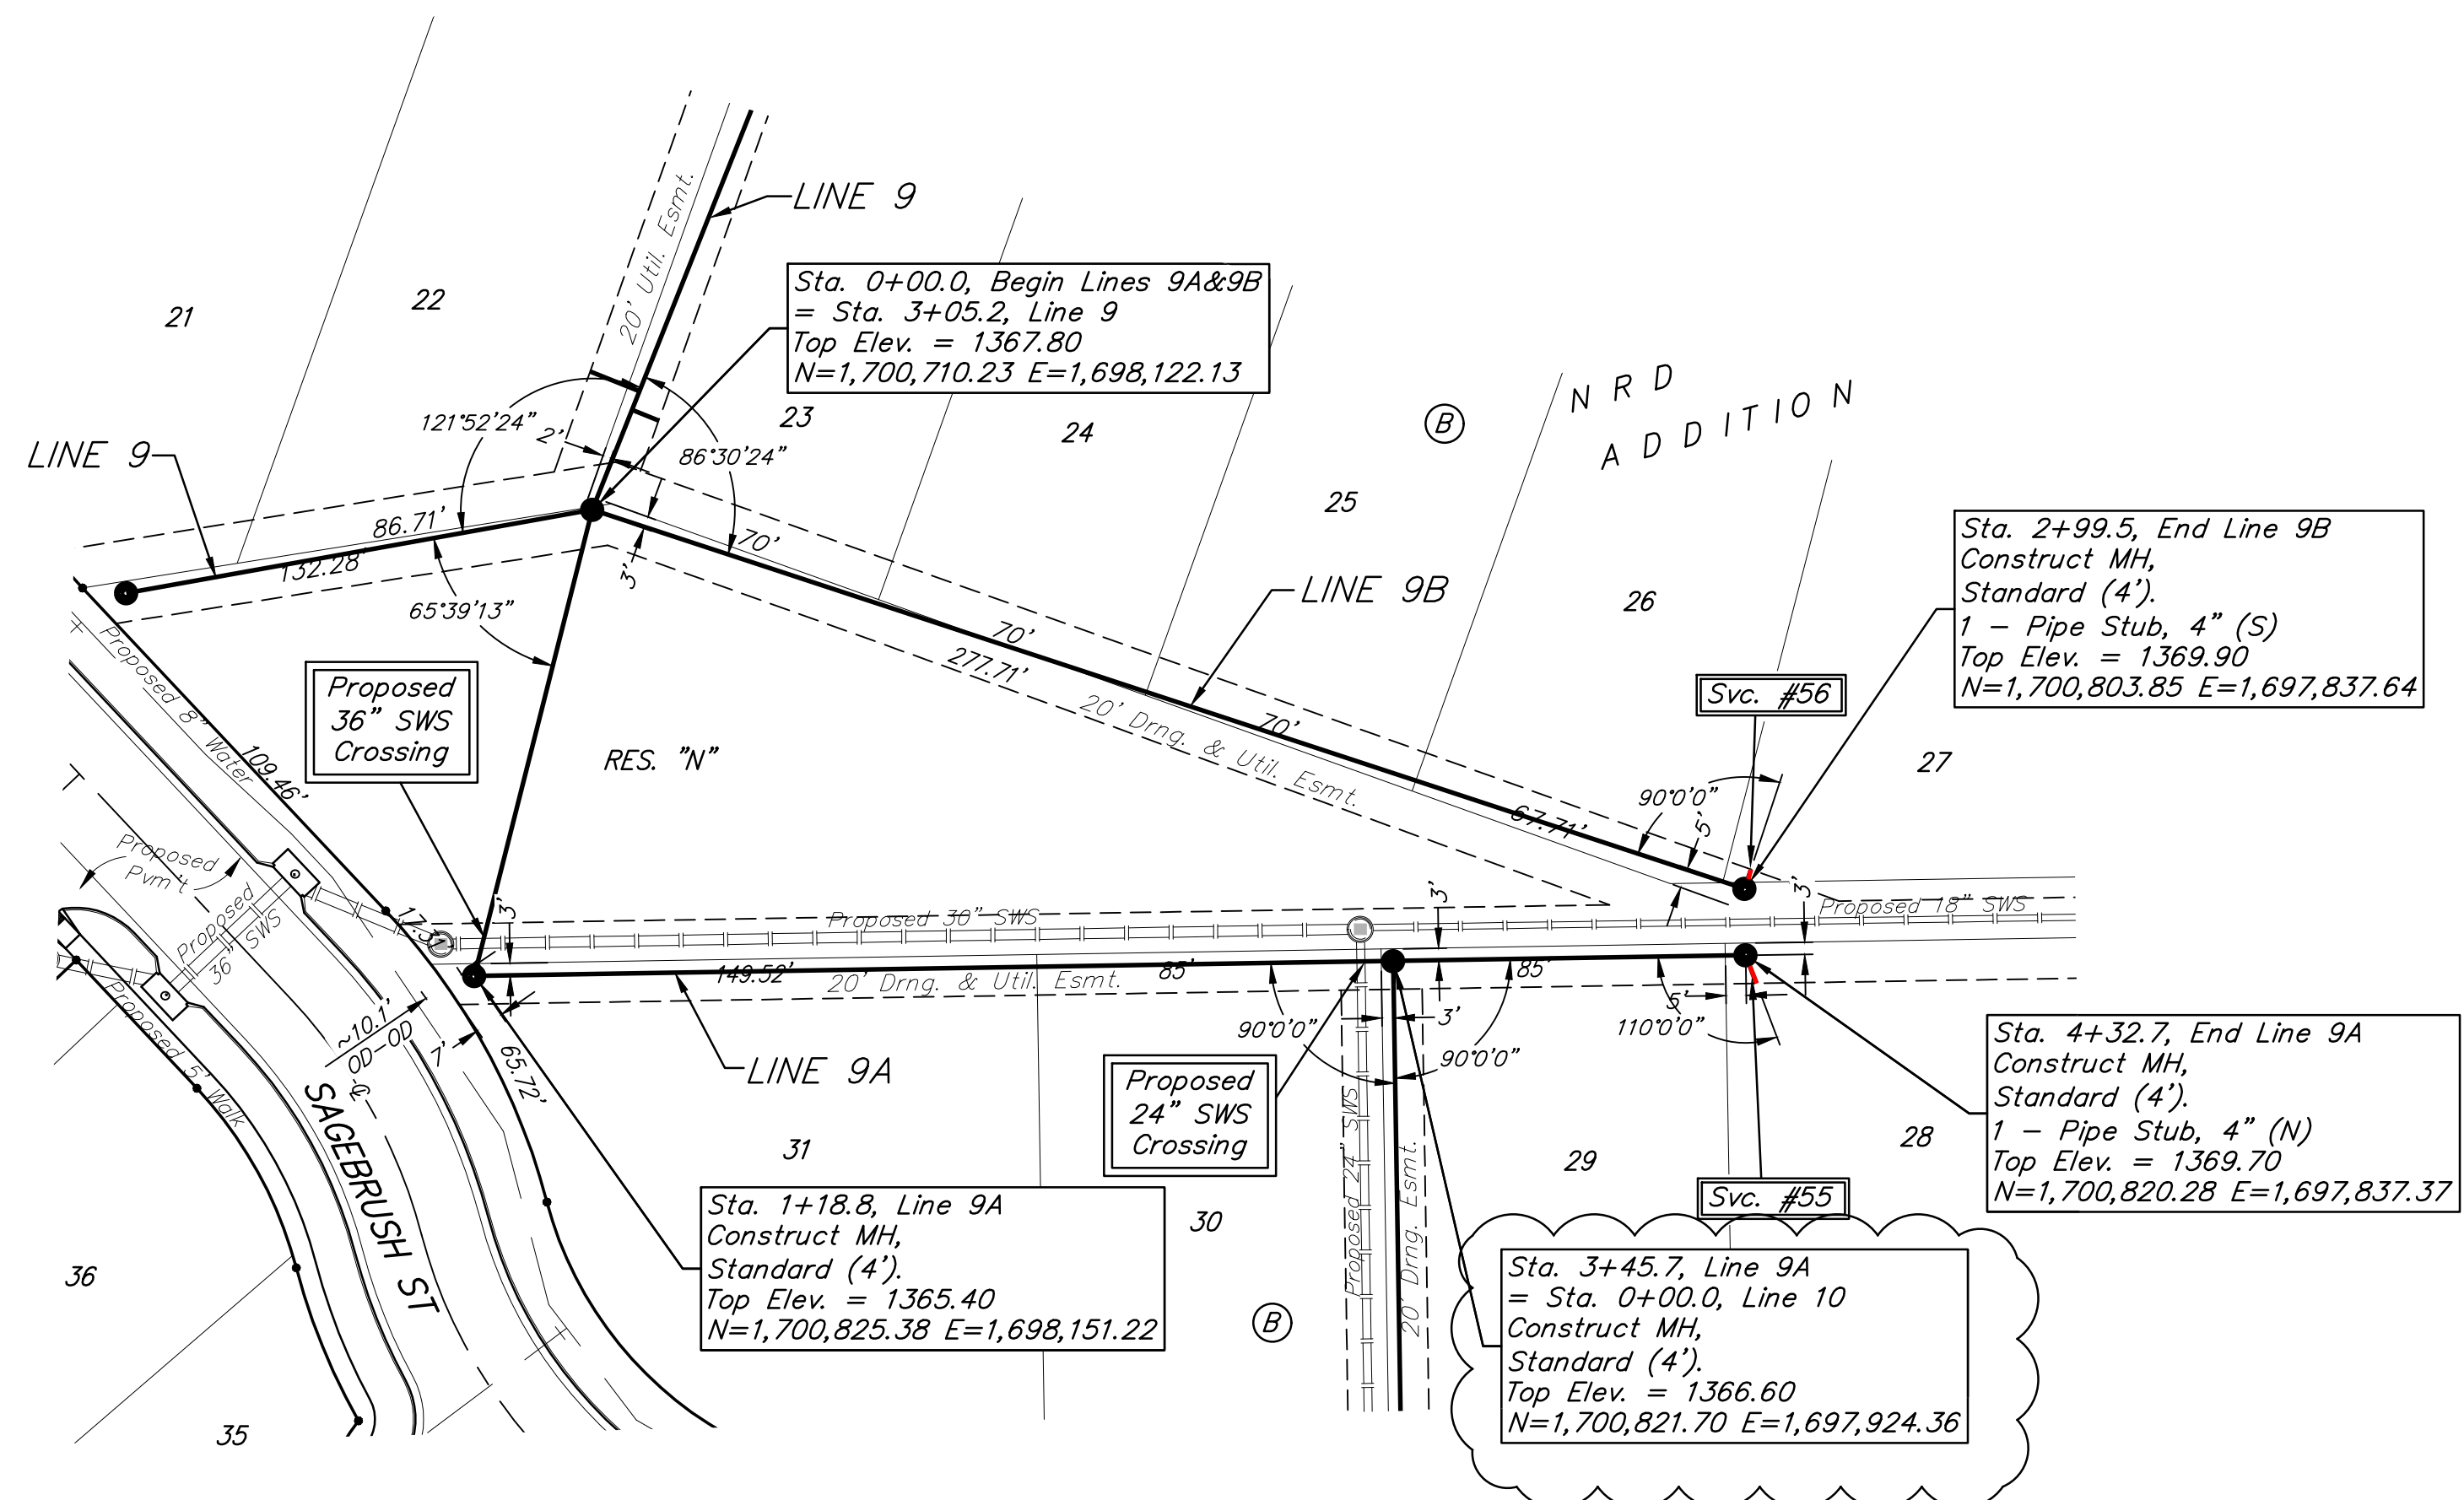 LINE 9
20' Util. Esmt.
Sta. 0+00.0, Begin Lines 9A&9B
= Sta. 3+05.2, Line 9
Top Elev. = 1367.80
N=1,700,710.23 E=1,698,122.13
21
22
23
24
25
26
27
B
N R D
A D D I T I O N
LINE 9
121°52'24"
2'
86°30'24"
86.71'
132.28'
65°39'13"
3'
70'
70'
277.71'
70'
67.71'
LINE 9B
20' Drng. & Util. Esmt.
Sta. 2+99.5, End Line 9B
Construct MH,
Standard (4').
1 - Pipe Stub, 4" (S)
Top Elev. = 1369.90
N=1,700,803.85 E=1,697,837.64
Svc. #56
90°0'0"
5'
Proposed
36" SWS
Crossing
RES. "N"
Proposed 8" Water
109.46'
Proposed
Pvm't
Proposed
36" SWS
17.3'
3'
Proposed 30" SWS
3'
3'
Proposed 18" SWS
149.52'
85'
85'
20' Drng. & Util. Esmt.
5'
3'
90°0'0"
90°0'0"
110°0'0"
~10.1'
OD-OD
7'
65.72'
LINE 9A
Proposed 5' Walk
SAGEBRUSH ST
Proposed
24" SWS
Crossing
Proposed 24" SWS
20' Drng. Esmt.
Sta. 4+32.7, End Line 9A
Construct MH,
Standard (4').
1 - Pipe Stub, 4" (N)
Top Elev. = 1369.70
N=1,700,820.28 E=1,697,837.37
31
30
29
28
Svc. #55
Sta. 1+18.8, Line 9A
Construct MH,
Standard (4').
Top Elev. = 1365.40
N=1,700,825.38 E=1,698,151.22
B
Sta. 3+45.7, Line 9A
= Sta. 0+00.0, Line 10
Construct MH,
Standard (4').
Top Elev. = 1366.60
N=1,700,821.70 E=1,697,924.36
36
35